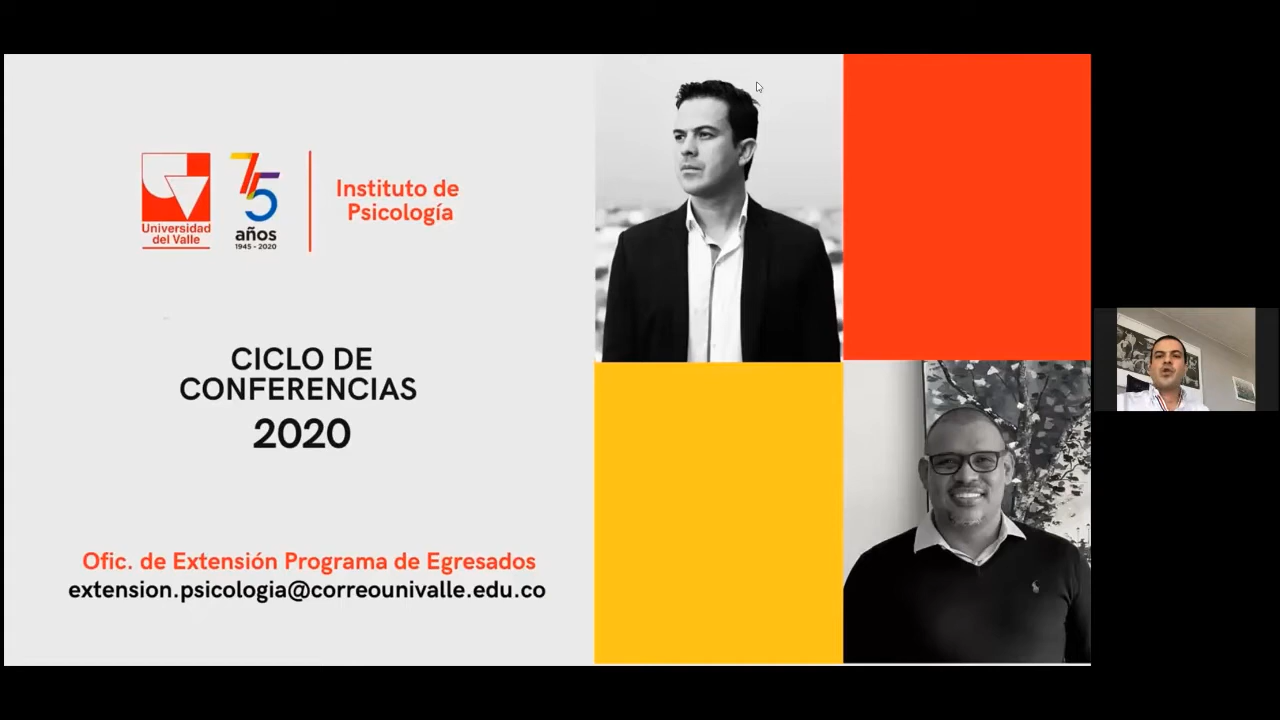 Universidad
del Valle
75
años
1945 - 2020
Instituto de
Psicología
CICLO DE
CONFERENCIAS
2020
Ofic. de Extensión Programa de Egresados
extension.psicologia@correounivalle.edu.co